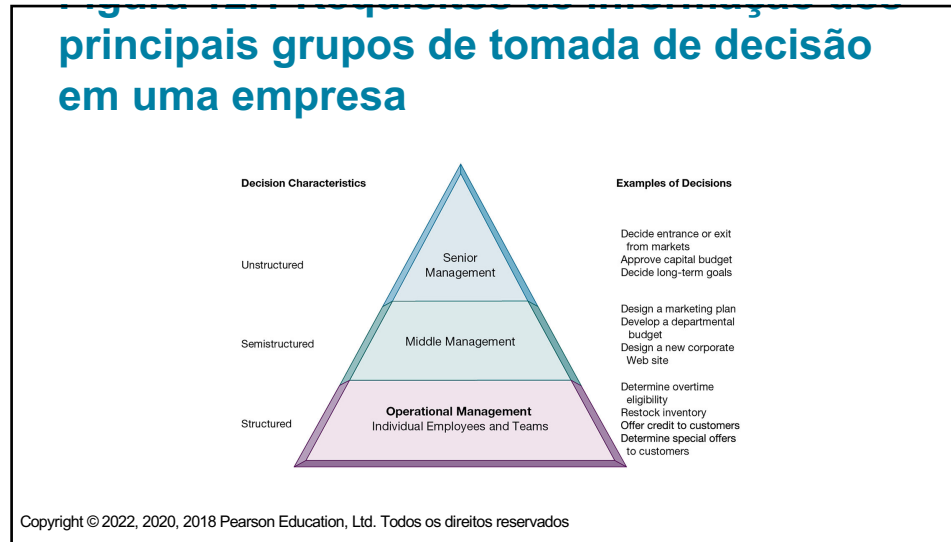 principais grupos de tomada de decisão
em uma empresa
Decision Characteristics
Examples of Decisions
Unstructured
Senior
Management
Decide entrance or exit
from markets
Approve capital budget
Decide long-term goals
Semistructured
Middle Management
Design a marketing plan
Develop a departmental
budget
Design a new corporate
Web site
Structured
Operational Management
Individual Employees and Teams
Determine overtime
eligibility
Restock inventory
Offer credit to customers
Determine special offers
to customers
Copyright © 2022, 2020, 2018 Pearson Education, Ltd. Todos os direitos reservados